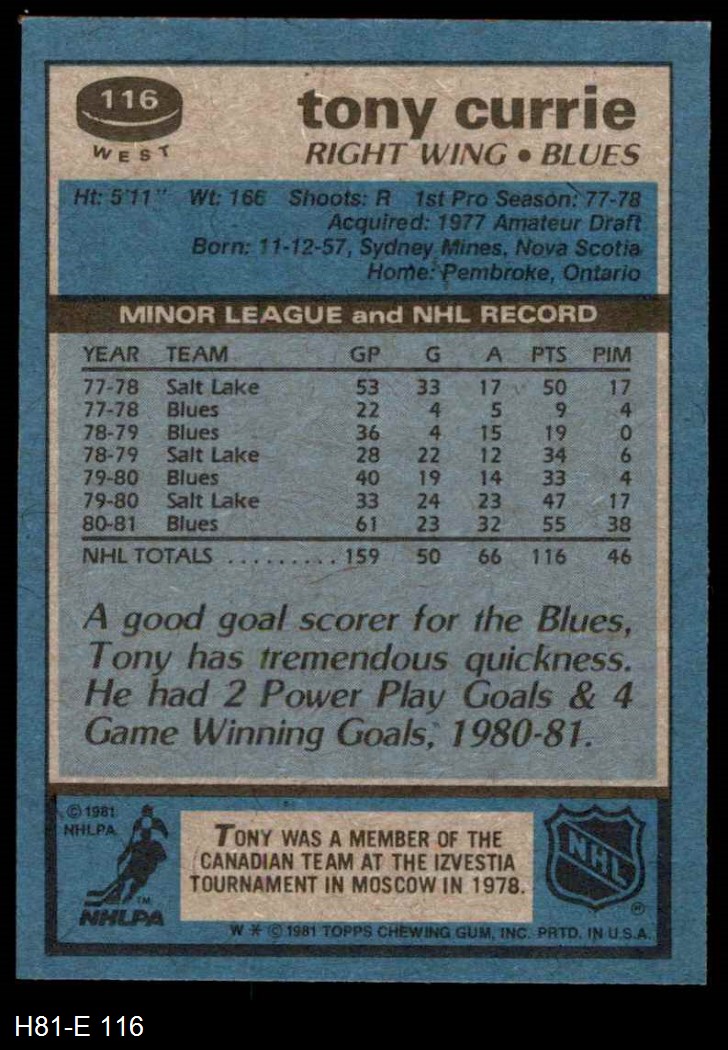 116
WEST
tony currie
RIGHT WING • BLUES
Ht: 5'11" Wt: 166 Shoots: R 1st Pro Season: 77-78
Acquired: 1977 Amateur Draft
Born: 11-12-57, Sydney Mines, Nova Scotia
Home: Pembroke, Ontario
MINOR LEAGUE and NHL RECORD
YEAR TEAM GP G A PTS PIM
77-78 Salt Lake 53 33 17 50 17
77-78 Blues 22 4 5 9 4
78-79 Blues 36 4 15 19 0
78-79 Salt Lake 28 22 12 34 6
79-80 Blues 40 19 14 33 4
79-80 Salt Lake 33 24 23 47 17
80-81 Blues 61 23 32 55 38
NHL TOTALS ......... 159 50 66 116 46
A good goal scorer for the Blues,
Tony has tremendous quickness.
He had 2 Power Play Goals & 4
Game Winning Goals, 1980-81.
© 1981
NHLPA
TM
NHLPA
TONY WAS A MEMBER OF THE
CANADIAN TEAM AT THE IZVESTIA
TOURNAMENT IN MOSCOW IN 1978.
NHL
W * © 1981 TOPPS CHEWING GUM, INC. PRTD. IN U.S.A.
H81-E 116